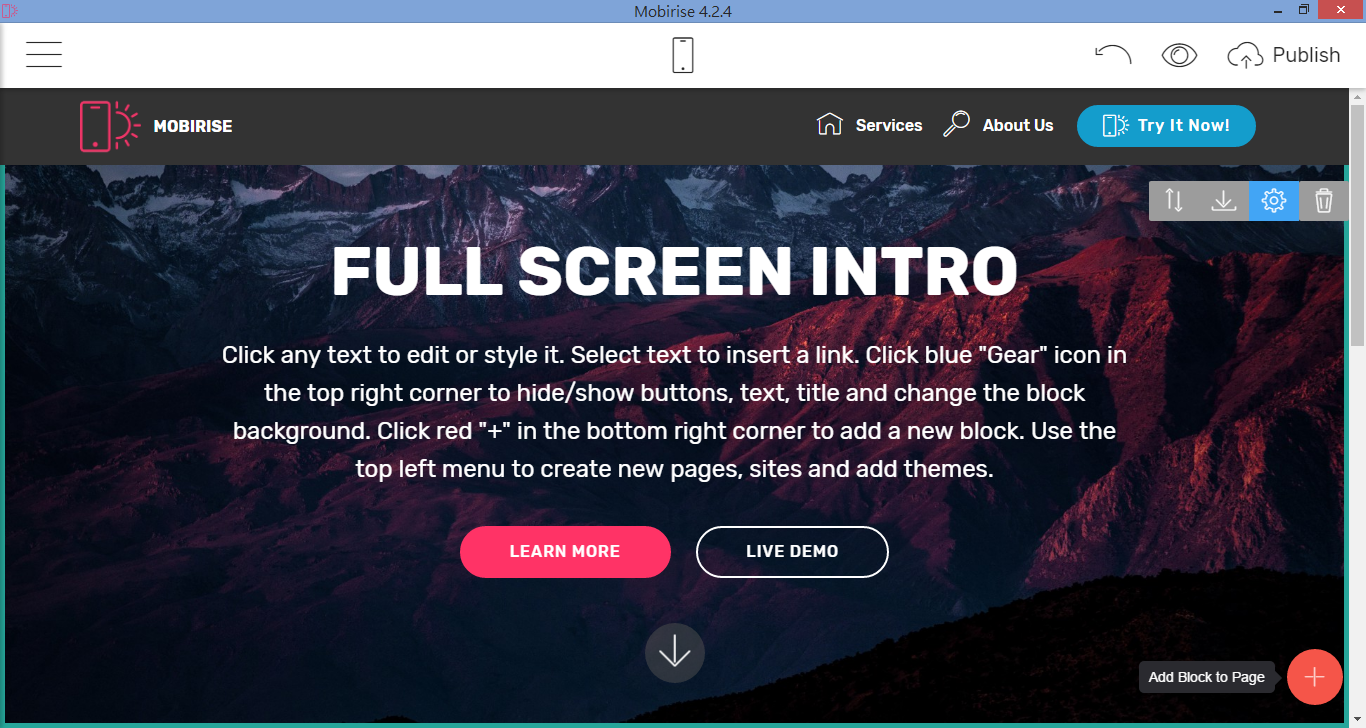 Mobirise 4.2.4
Publish
MOBIRISE
Services
About Us
Try It Now!
FULL SCREEN INTRO
Click any text to edit or style it. Select text to insert a link. Click blue "Gear" icon in
the top right corner to hide/show buttons, text, title and change the block
background. Click red "+" in the bottom right corner to add a new block. Use the
top left menu to create new pages, sites and add themes.
LEARN MORE
LIVE DEMO
Add Block to Page